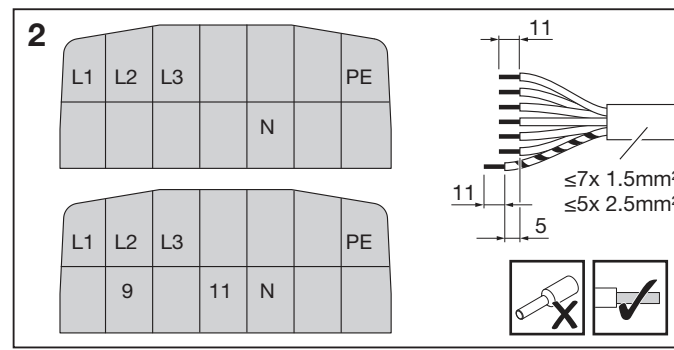 2
L1 L2 L3 PE
N
L1 L2 L3 PE
9 11 N
11
≤7x 1.5mm²
≤5x 2.5mm²
11
5